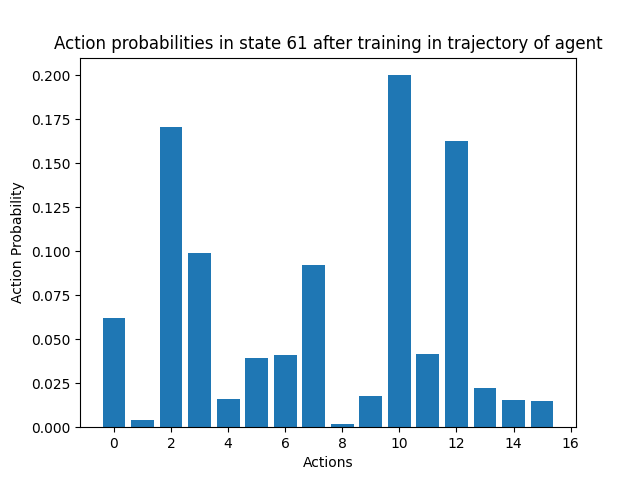 Action probabilities in state 61 after training in trajectory of agent
0.200
0.175
0.150
0.125
0.100
0.075
0.050
0.025
0.000
Action Probability
0 2 4 6 8 10 12 14 16
Actions